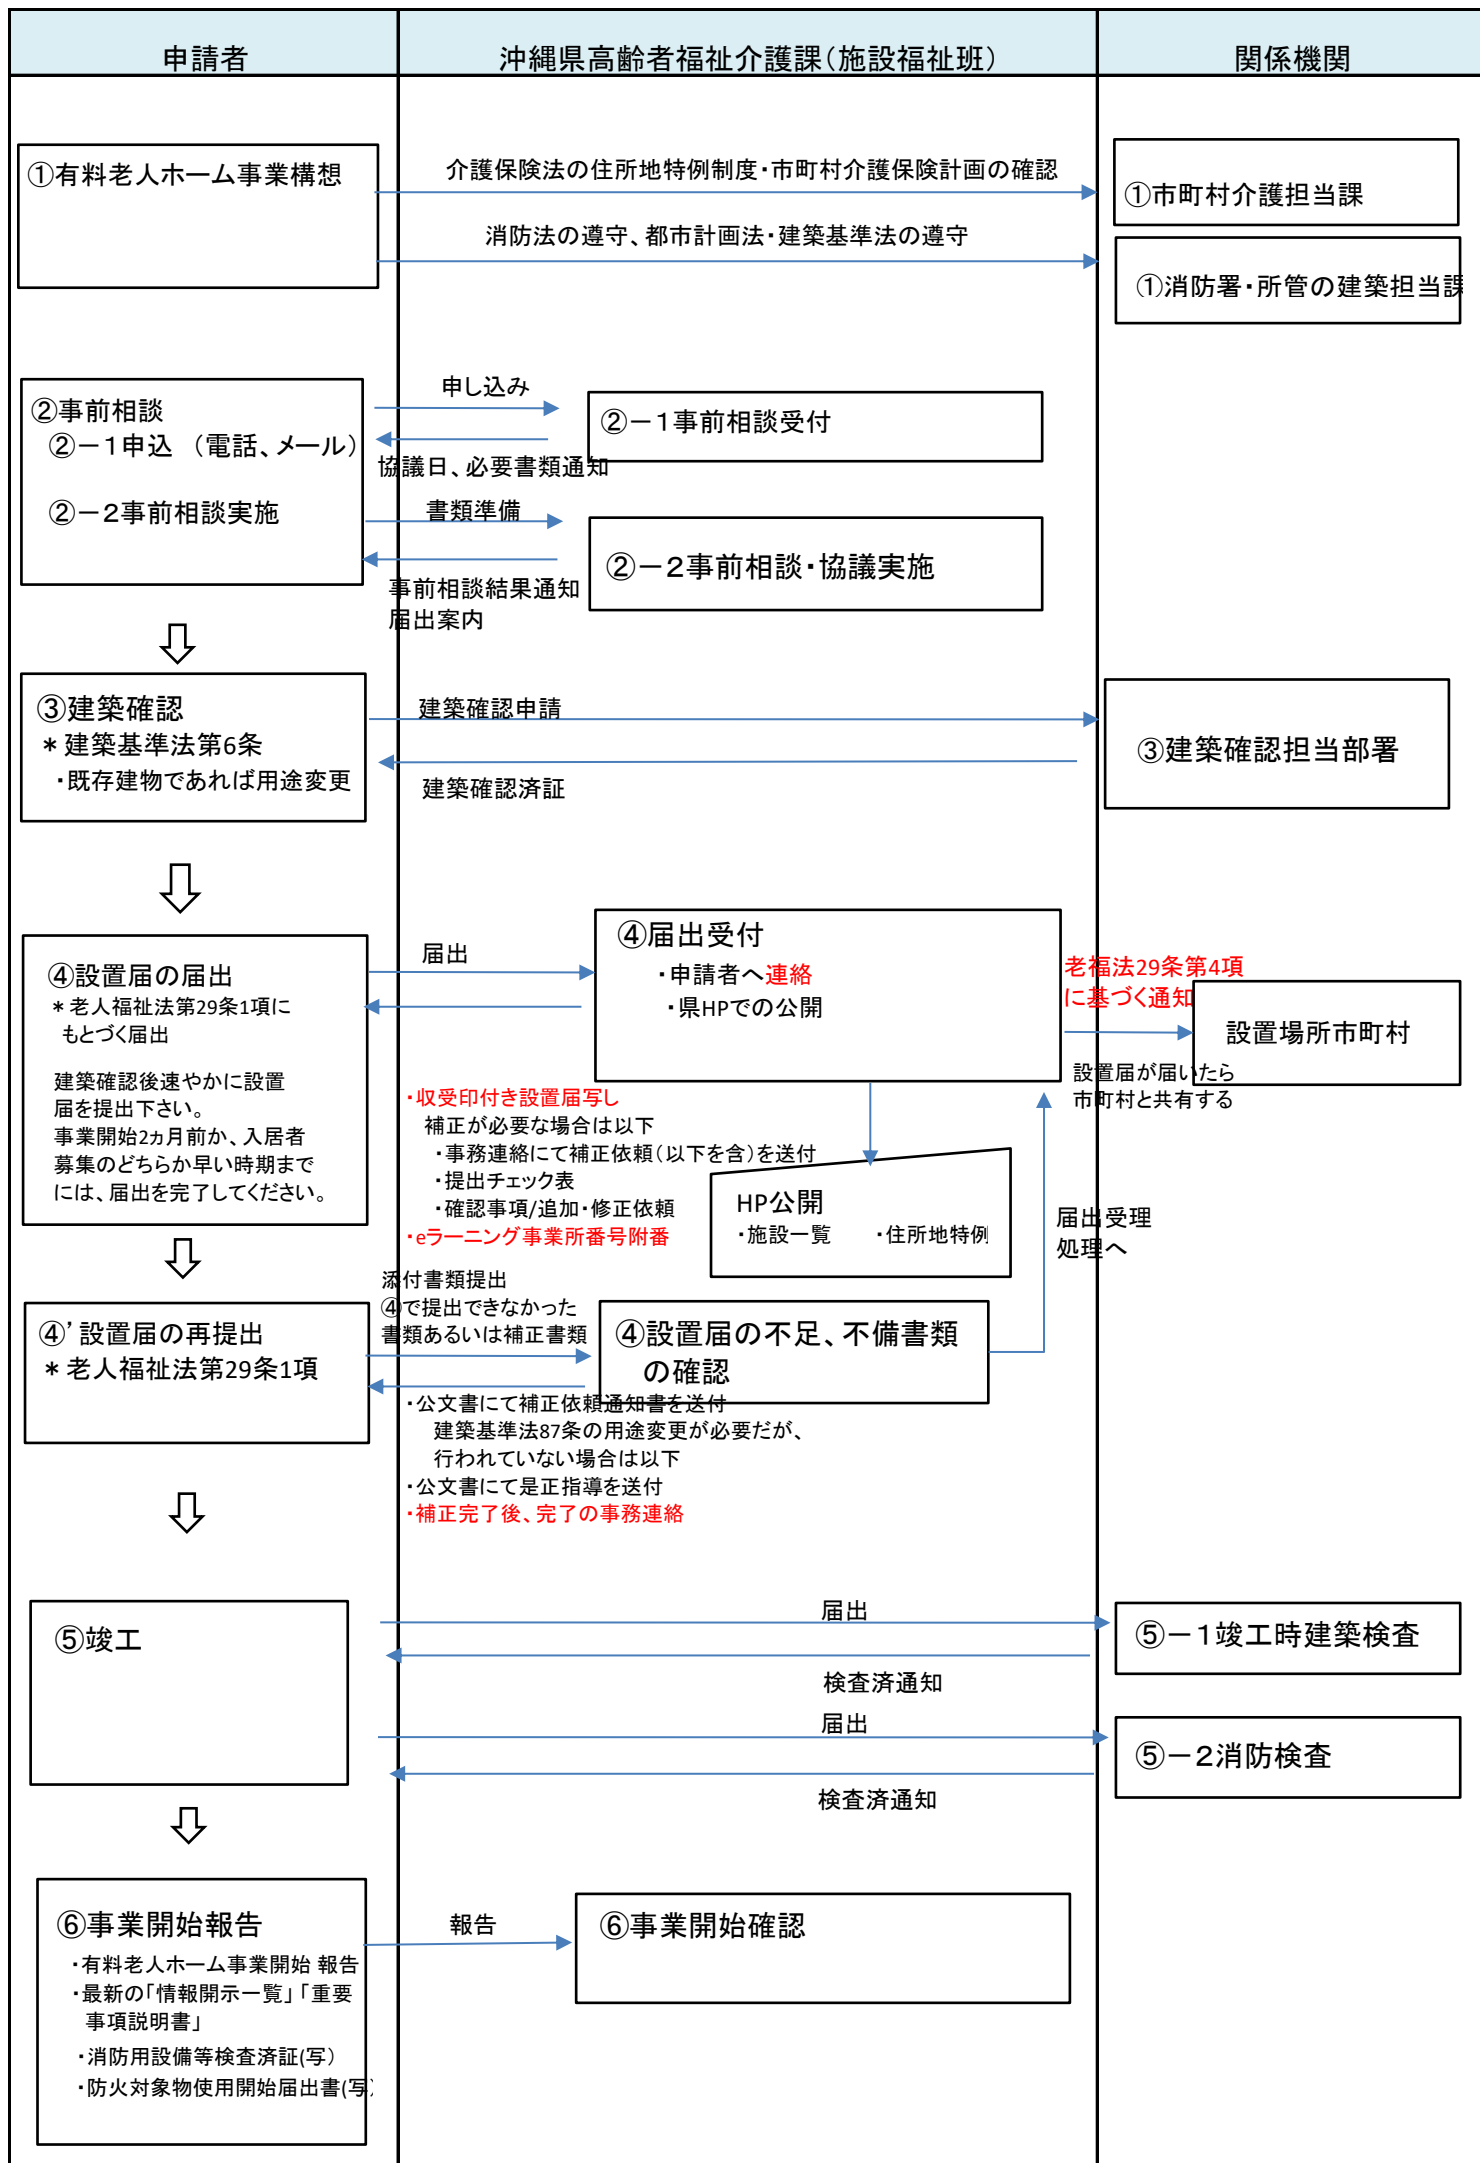 申請者
沖縄県高齢者福祉介護課(施設福祉班)
関係機関
①有料老人ホーム事業構想
介護保険法の住所地特例制度・市町村介護保険計画の確認
①市町村介護担当課
消防法の遵守、都市計画法・建築基準法の遵守
①消防署・所管の建築担当課
②事前相談
②－1申込 (電話、メール)
②－2事前相談実施
申し込み
②－1事前相談受付
協議日、必要書類通知
書類準備
②－2事前相談・協議実施
事前相談結果通知
届出案内
③建築確認
＊建築基準法第6条
・既存建物であれば用途変更
建築確認申請
建築確認済証
③建築確認担当部署
④設置届の届出
＊老人福祉法第29条1項に
もとづく届出
建築確認後速やかに設置
届を提出下さい。
事業開始2ヵ月前か、入居者
募集のどちらか早い時期まで
には、届出を完了してください。
届出
④届出受付
・申請者へ連絡
・県HPでの公開
老福法29条第4項
に基づく通知
設置場所市町村
設置届が届いたら
市町村と共有する
・収受印付き設置届写し
補正が必要な場合は以下
・事務連絡にて補正依頼(以下を含)を送付
・提出チェック表
・確認事項/追加・修正依頼
・eラーニング事業所番号附番
HP公開
・施設一覧 ・住所地特例
届出受理
処理へ
④’設置届の再提出
＊老人福祉法第29条1項
添付書類提出
④で提出できなかった
書類あるいは補正書類
④設置届の不足、不備書類
の確認
・公文書にて補正依頼通知書を送付
建築基準法87条の用途変更が必要だが、
行われていない場合は以下
・公文書にて是正指導を送付
・補正完了後、完了の事務連絡
⑤竣工
届出
⑤－1竣工時建築検査
検査済通知
届出
⑤－2消防検査
検査済通知
⑥事業開始報告
・有料老人ホーム事業開始 報告
・最新の「情報開示一覧」「重要
事項説明書」
・消防用設備等検査済証(写)
・防火対象物使用開始届出書(写)
報告
⑥事業開始確認